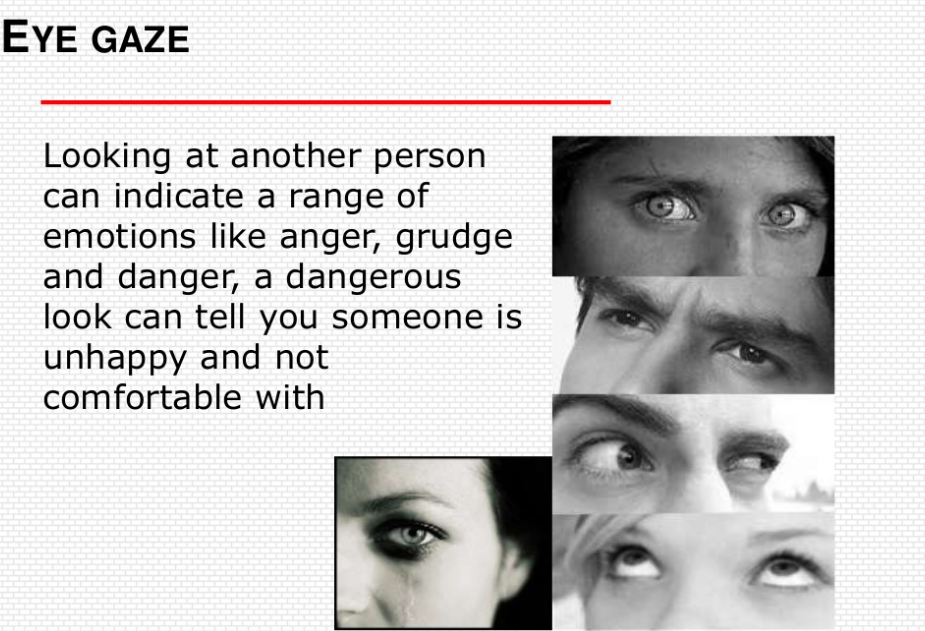 EYE GAZE
Looking at another person
can indicate a range of
emotions like anger, grudge
and danger, a dangerous
look can tell you someone is
unhappy and not
comfortable with